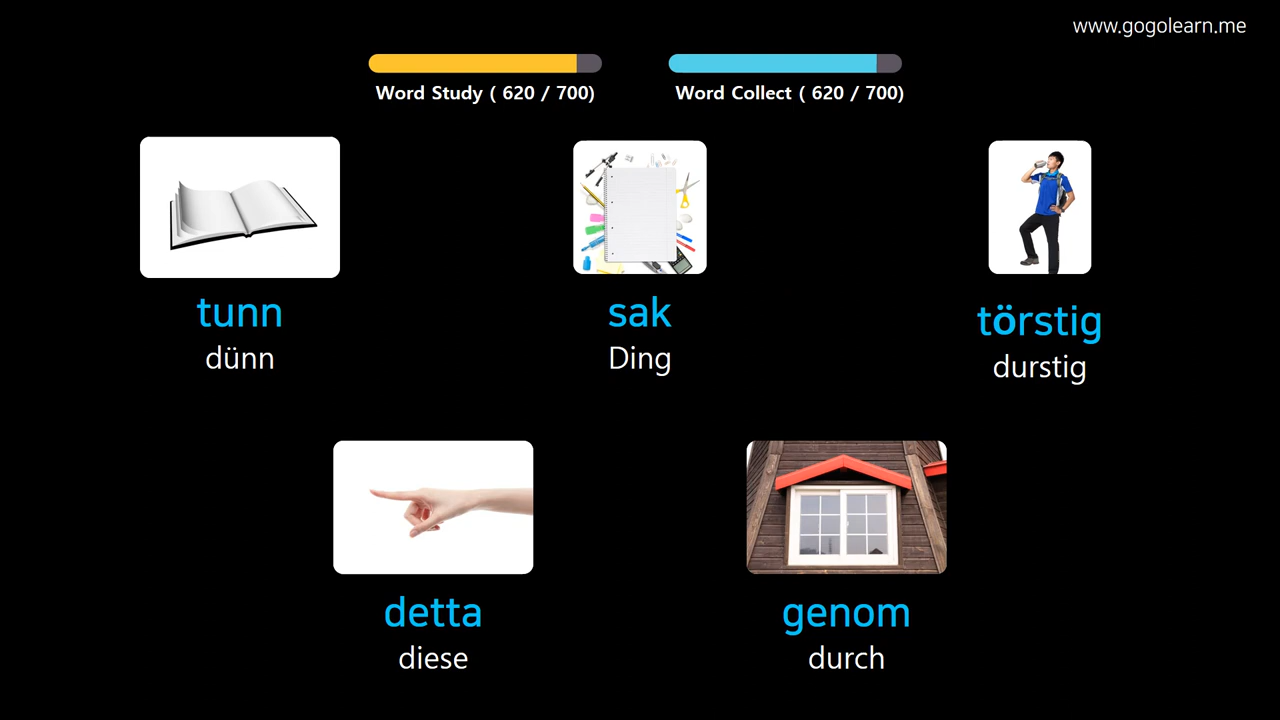 www.gogolearn.me
Word Study ( 620 / 700)
Word Collect ( 620 / 700)
tunn
dünn
sak
Ding
törstig
durstig
detta
diese
genom
durch